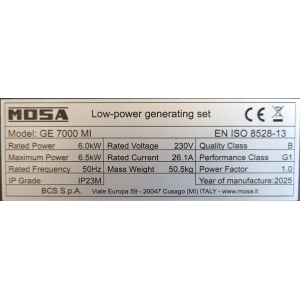 MOSA Low-power generating set CE
Model: GE 7000 MI EN ISO 8528-13
Rated Power 6.0kW Rated Voltage 230V Quality Class B
Maximum Power 6.5kW Rated Current 26.1A Performance Class G1
Rated Frequency 50Hz Mass Weight 50.5kg Power Factor 1.0
IP Grade IP23M Year of manufacture:2025
BCS S.p.A. Viale Europa 59 - 20047 Cusago (MI) ITALY - www.mosa.it